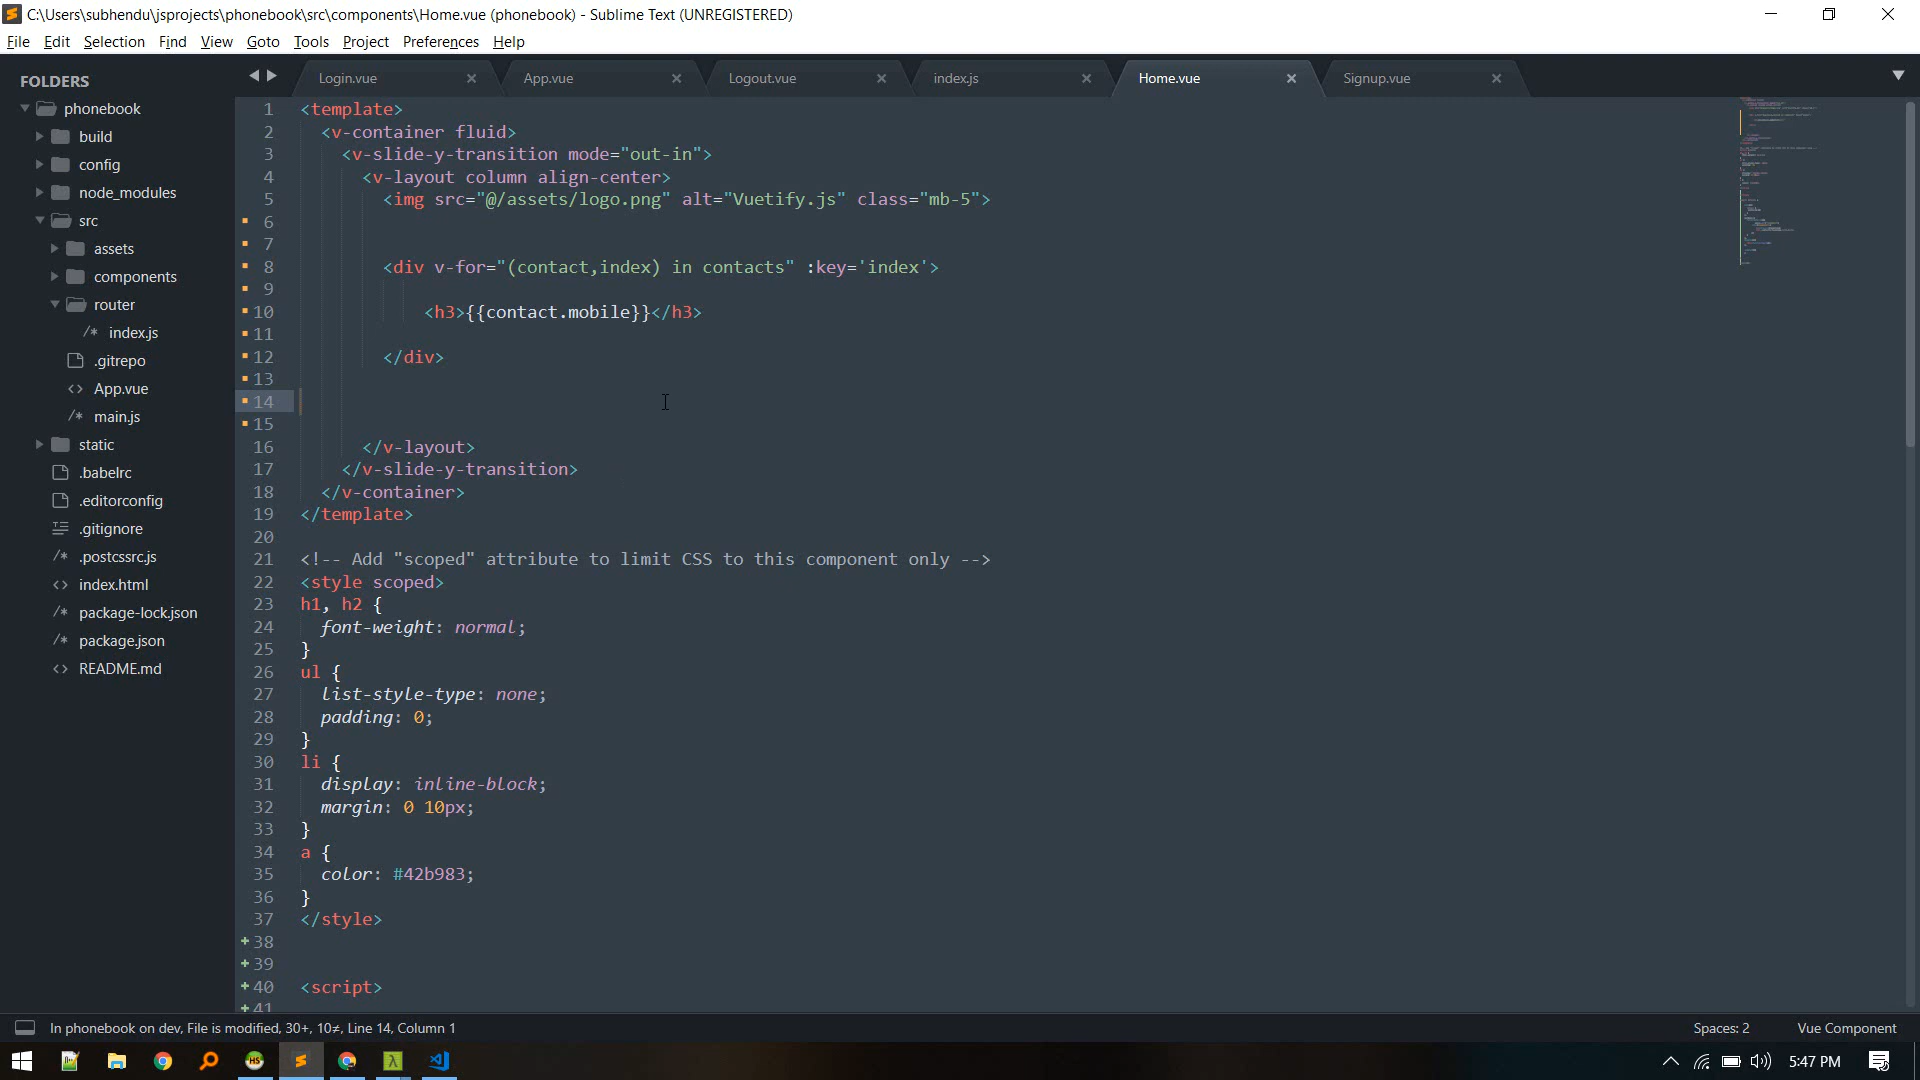 C:\Users\subhendu\jsprojects\phonebook\src\components\Home.vue (phonebook) - Sublime Text (UNREGISTERED)
File Edit Selection Find View Goto Tools Project Preferences Help
FOLDERS
phonebook
build
config
node_modules
src
assets
components
router
/* index.js
.gitrepo
<> App.vue
/* main.js
static
.babelrc
.editorconfig
.gitignore
/* .postcssrc.js
<> index.html
/* package-lock.json
/* package.json
<> README.md
Login.vue App.vue Logout.vue index.js Home.vue Signup.vue
1 <template>
2 <v-container fluid>
3 <v-slide-y-transition mode="out-in">
4 <v-layout column align-center>
5 <img src="@/assets/logo.png" alt="Vuetify.js" class="mb-5">
6
7
8 <div v-for="(contact,index) in contacts" :key='index'>
9
10 <h3>{{contact.mobile}}</h3>
11
12 </div>
13
14
15
16 </v-layout>
17 </v-slide-y-transition>
18 </v-container>
19 </template>
20
21 <!-- Add "scoped" attribute to limit CSS to this component only -->
22 <style scoped>
23 h1, h2 {
24 font-weight: normal;
25 }
26 ul {
27 list-style-type: none;
28 padding: 0;
29 }
30 li {
31 display: inline-block;
32 margin: 0 10px;
33 }
34 a {
35 color: #42b983;
36 }
37 </style>
38
39
40 <script>
41
In phonebook on dev, File is modified, 30+, 10≠, Line 14, Column 1
Spaces: 2 Vue Component
5:47 PM